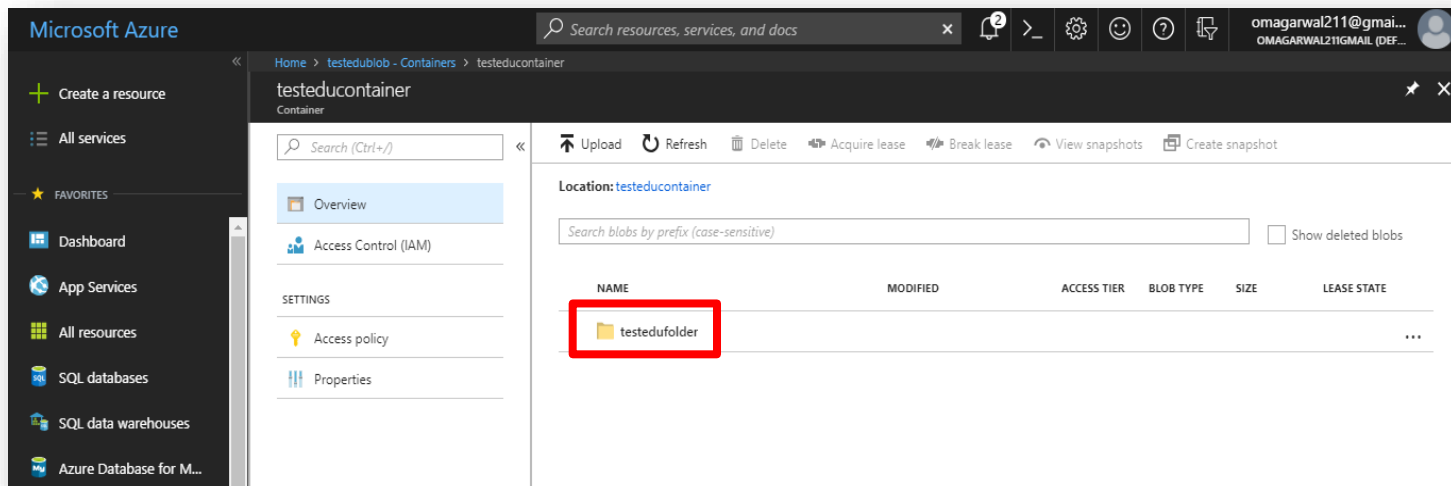 Microsoft Azure
Search resources, services, and docs
2
omagarwal211@gmai...
OMAGARWAL211GMAIL (DEF...
Home > testedublob - Containers > testeducontainer
Create a resource
All services
FAVORITES
Dashboard
App Services
All resources
SQL databases
SQL data warehouses
Azure Database for M...
testeducontainer
Container
Search (Ctrl+/)
Overview
Access Control (IAM)
SETTINGS
Access policy
Properties
Upload Refresh Delete Acquire lease Break lease View snapshots Create snapshot
Location: testeducontainer
Search blobs by prefix (case-sensitive)
Show deleted blobs
NAME MODIFIED ACCESS TIER BLOB TYPE SIZE LEASE STATE
testedufolder ...